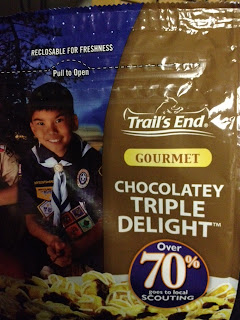 RECLOSABLE FOR FRESHNESS
Pull to Open
Trail's End®
GOURMET
CHOCOLATEY
TRIPLE
DELIGHT™
Over
70%
goes to local
SCOUTING